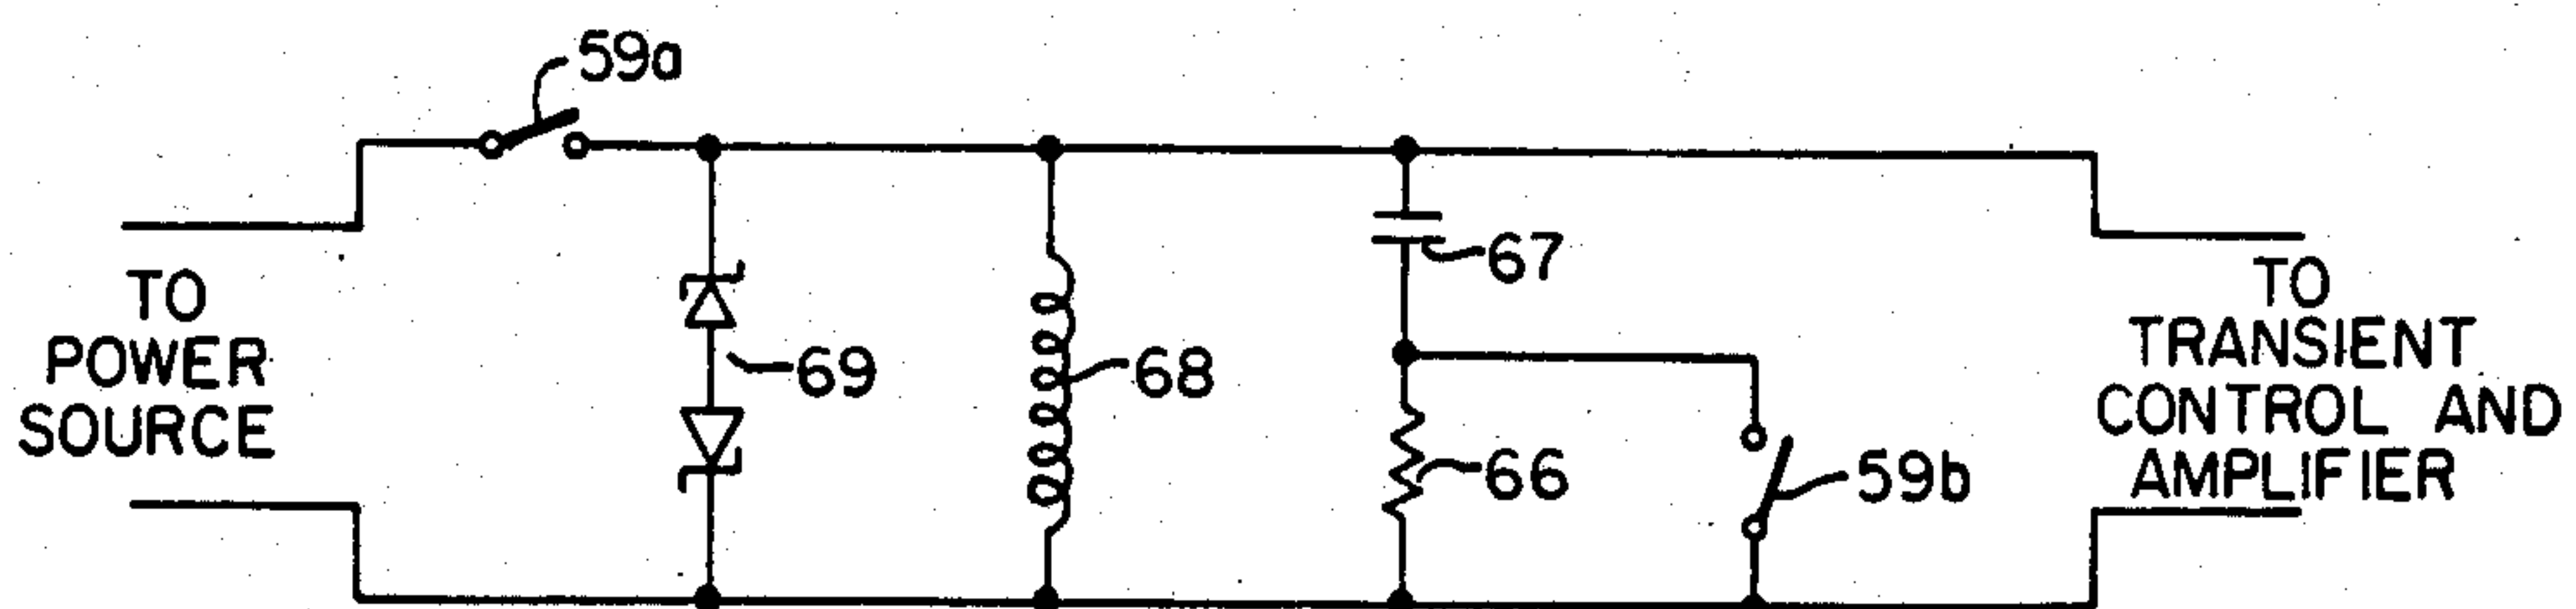 59a
TO
POWER
SOURCE
69
68
67
66
59b
TO
TRANSIENT
CONTROL AND
AMPLIFIER